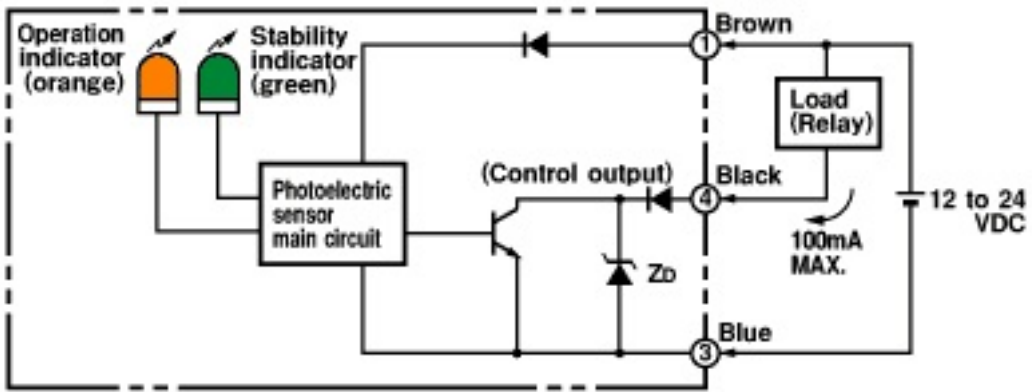 Operation
indicator
(orange)
Stability
indicator
(green)
1
Brown
Load
(Relay)
Photoelectric
sensor
main circuit
(Control output)
4
Black
100mA
MAX.
12 to 24
VDC
ZD
3
Blue